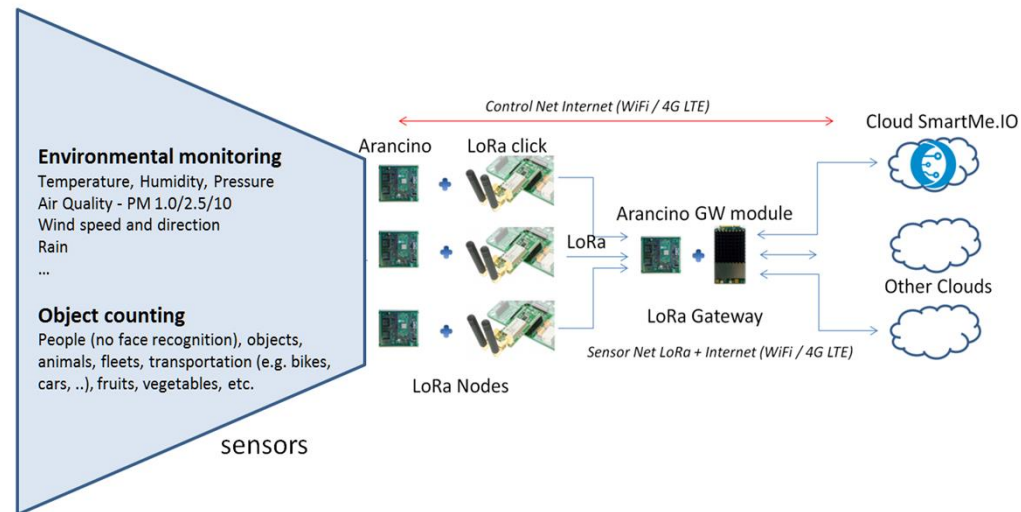 Environmental monitoring
Temperature, Humidity, Pressure
Air Quality - PM 1.0/2.5/10
Wind speed and direction
Rain
...
Object counting
People (no face recognition), objects,
animals, fleets, transportation (e.g. bikes,
cars, ..), fruits, vegetables, etc.
sensors
Control Net Internet (WiFi / 4G LTE)
Arancino
LoRa click
LoRa Nodes
LoRa
Arancino GW module
LoRa Gateway
Sensor Net LoRa + Internet (WiFi / 4G LTE)
Cloud SmartMe.IO
Other Clouds